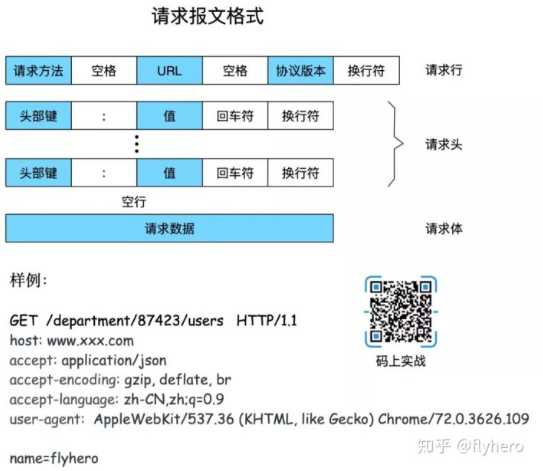 请求报文格式
请求方法 空格 URL 空格 协议版本 换行符 请求行
头部键 : 值 回车符 换行符
请求头
头部键 : 值 回车符 换行符
空行
请求数据 请求体
样例:
GET /department/87423/users HTTP/1.1
host: www.xxx.com
accept: application/json
accept-encoding: gzip, deflate, br
accept-language: zh-CN,zh;q=0.9
user-agent: AppleWebKit/537.36 (KHTML, like Gecko) Chrome/72.0.3626.109
name=flyhero
码上实战
知乎 @flyhero